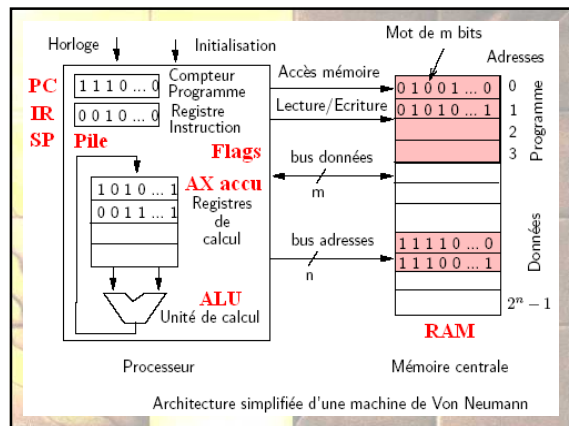 Horloge
Initialisation
PC
1 1 1 0 ... 0
Compteur
Programme
IR
0 0 1 0 ... 0
Registre
Instruction
SP
Pile
Flags
1 0 1 0 ... 1
0 0 1 1 ... 1
AX accu
Registres
de
calcul
ALU
Unité de calcul
Processeur
Accès mémoire
Lecture/Ecriture
bus données
m
bus adresses
n
Mot de m bits
Adresses
0 1 0 0 1 ... 0
0
0 1 0 1 0 ... 1
1
2
3
Programme
1 1 1 1 0 ... 0
1 1 1 0 0 ... 1
Données
2ⁿ − 1
RAM
Mémoire centrale
Architecture simplifiée d'une machine de Von Neumann